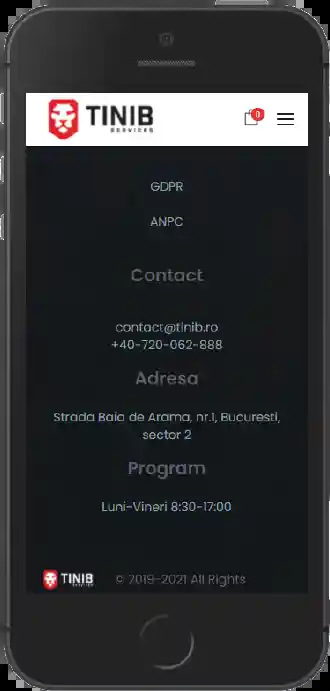 TINIB
SERVICES
0
GDPR
ANPC
Contact
contact@tinib.ro
+40-720-062-888
Adresa
Strada Baia de Arama, nr.1, Bucuresti,
sector 2
Program
Luni-Vineri 8:30-17:00
TINIB
SERVICES
© 2019-2021 All Rights